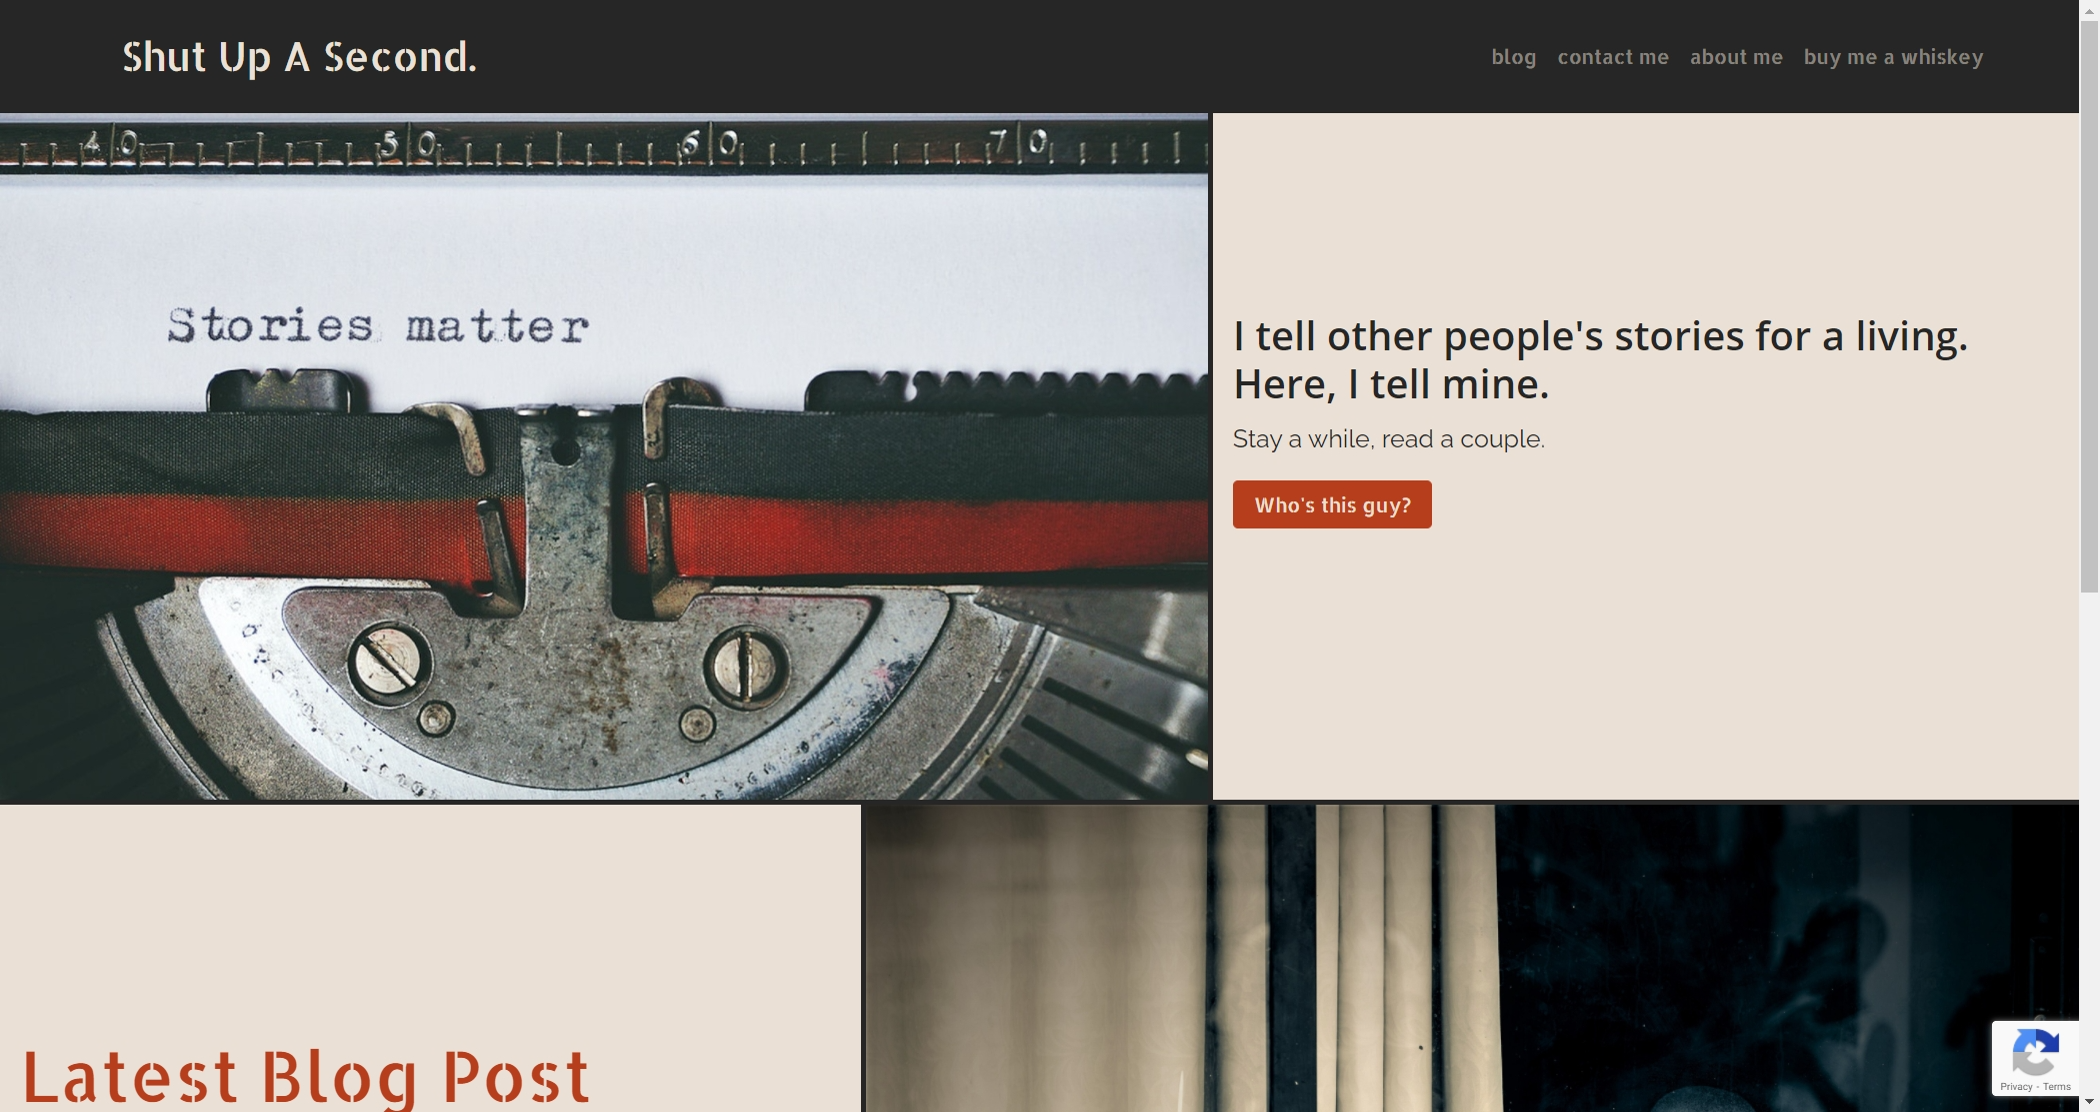 Shut Up A Second.
blog contact me about me buy me a whiskey
40 50 60 70
Stories matter
I tell other people's stories for a living.
Here, I tell mine.
Stay a while, read a couple.
Who's this guy?
Latest Blog Post
Privacy - Terms